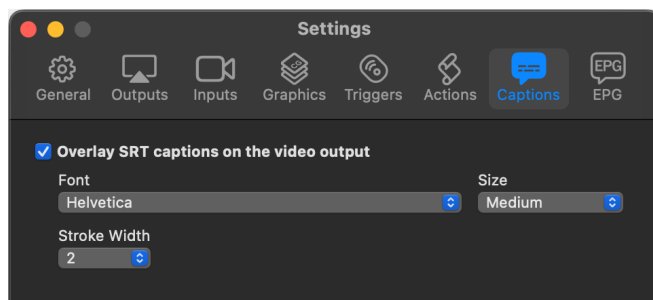 Settings
General Outputs Inputs Graphics Triggers Actions Captions EPG EPG
Overlay SRT captions on the video output
Font Size
Helvetica Medium
Stroke Width
2